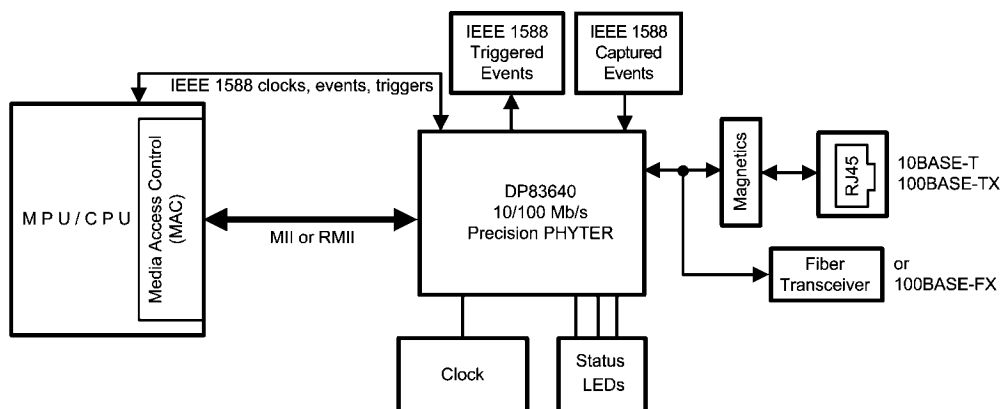 IEEE 1588
Triggered
Events
IEEE 1588
Captured
Events
IEEE 1588 clocks, events, triggers
MPU/CPU
Media Access Control
(MAC)
MII or RMII
DP83640
10/100 Mb/s
Precision PHYTER
Magnetics
RJ45
10BASE-T
100BASE-TX
Fiber
Transceiver
or
100BASE-FX
Clock
Status
LEDs